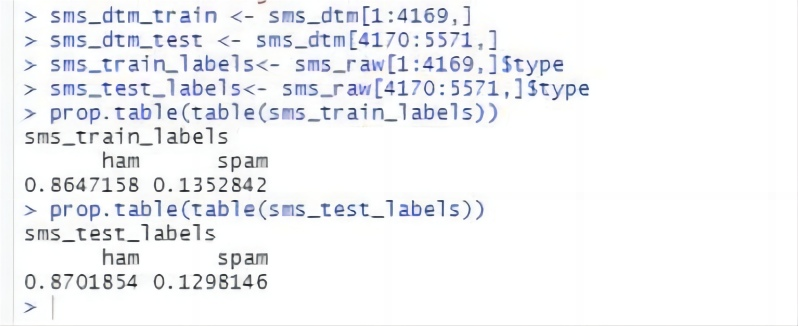 > sms_dtm_train <- sms_dtm[1:4169,]
> sms_dtm_test <- sms_dtm[4170:5571,]
> sms_train_labels<- sms_raw[1:4169,]$type
> sms_test_labels<- sms_raw[4170:5571,]$type
> prop.table(table(sms_train_labels))
sms_train_labels
      ham      spam
0.8647158 0.1352842
> prop.table(table(sms_test_labels))
sms_test_labels
      ham      spam
0.8701854 0.1298146
>